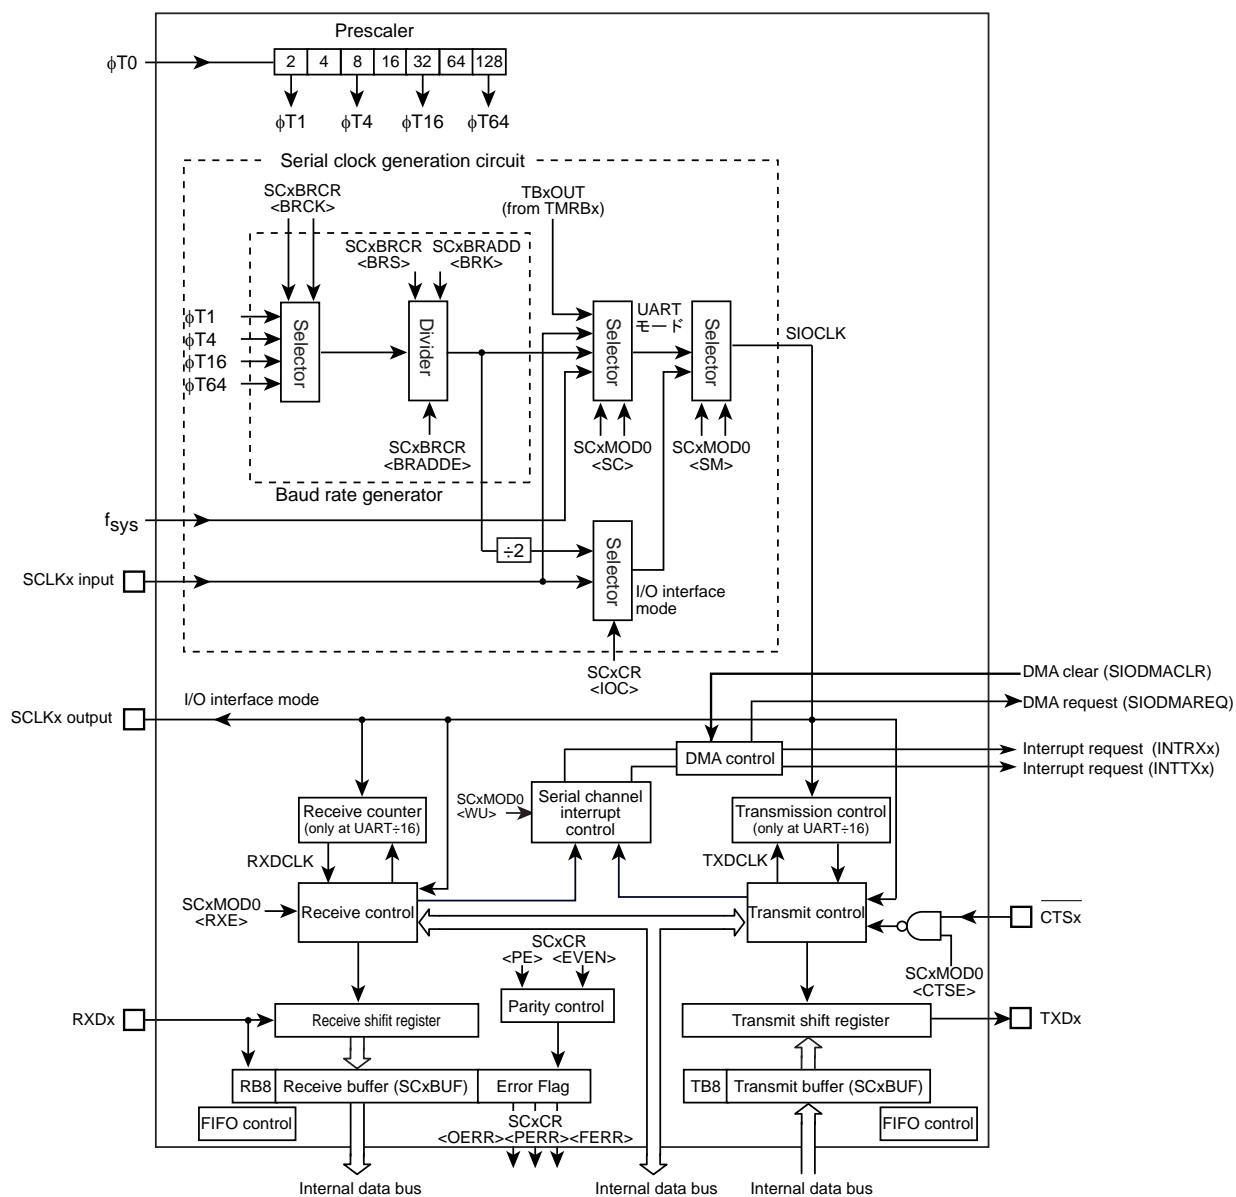 Prescaler
ϕT0
2 4 8 16 32 64 128
ϕT1 ϕT4 ϕT16 ϕT64
Serial clock generation circuit
SCxBRCR
<BRCK>
TBxOUT
(from TMRBx)
SCxBRCR
<BRS>
SCxBRADD
<BRK>
ϕT1
ϕT4
ϕT16
ϕT64
Selector
Divider
Selector
UART
モード
Selector
SIOCLK
SCxBRCR
<BRADDE>
SCxMOD0
<SC>
SCxMOD0
<SM>
Baud rate generator
fsys
÷2
Selector
SCLKx input
I/O interface
mode
SCxCR
<IOC>
DMA clear (SIODMACLR)
I/O interface mode
SCLKx output
DMA request (SIODMAREQ)
DMA control
Interrupt request (INTRXx)
Interrupt request (INTTXx)
Receive counter
(only at UART÷16)
SCxMOD0
<WU>
Serial channel
interrupt
control
Transmission control
(only at UART÷16)
RXDCLK
TXDCLK
SCxMOD0
<RXE>
Receive control
Transmit control
CTSx
SCxMOD0
<CTSE>
SCxCR
<PE> <EVEN>
Parity control
RXDx
Receive shifit register
Transmit shift register
TXDx
RB8
Receive buffer (SCxBUF)
Error Flag
TB8
Transmit buffer (SCxBUF)
FIFO control
SCxCR
<OERR><PERR><FERR>
FIFO control
Internal data bus
Internal data bus
Internal data bus